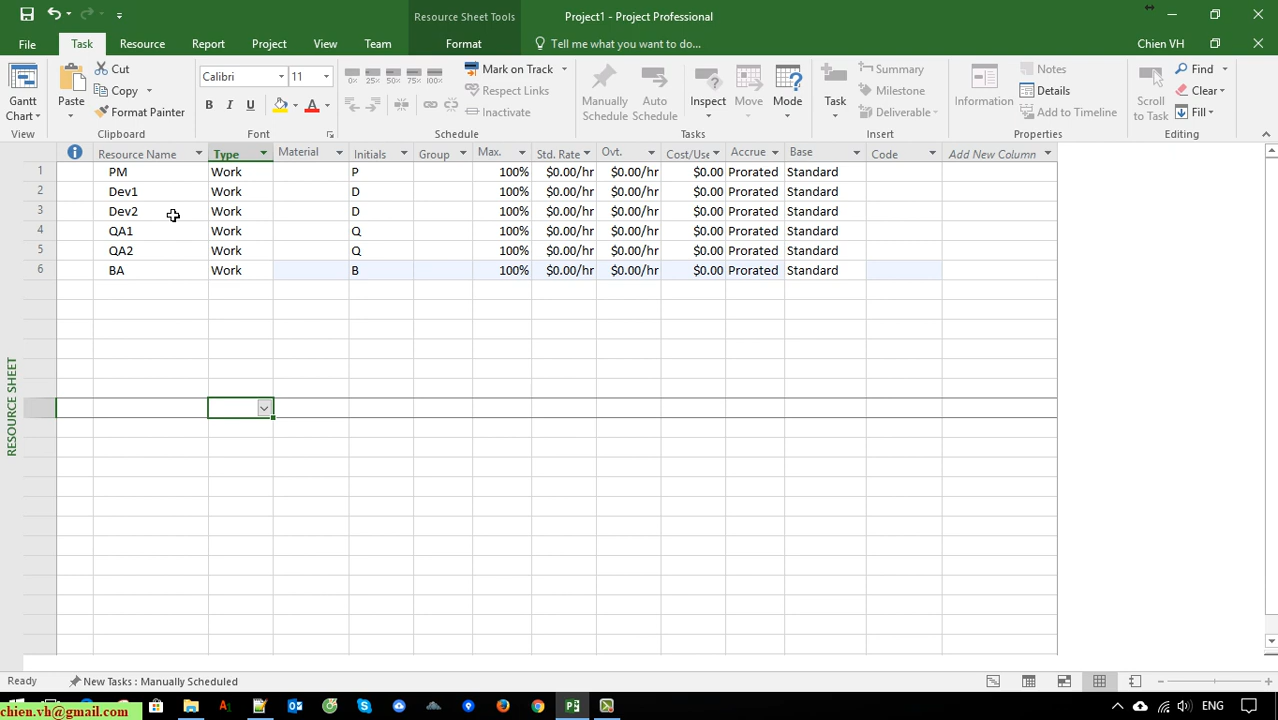 Resource Sheet Tools
Project1 - Project Professional
File Task Resource Report Project View Team Format Tell me what you want to do... Chien VH
Gantt Chart
View
Paste
Cut
Copy
Format Painter
Clipboard
Calibri 11
B I U A
Font
0% 25% 50% 75% 100%
Mark on Track
Respect Links
Inactivate
Schedule
Manually Schedule
Auto Schedule
Inspect
Move
Mode
Tasks
Task
Summary
Milestone
Deliverable
Insert
Information
Notes
Details
Add to Timeline
Properties
Scroll to Task
Find
Clear
Fill
Editing
Resource Name Type Material Initials Group Max. Std. Rate Ovt. Cost/Use Accrue Base Code Add New Column
1 PM Work P 100% $0.00/hr $0.00/hr $0.00 Prorated Standard
2 Dev1 Work D 100% $0.00/hr $0.00/hr $0.00 Prorated Standard
3 Dev2 Work D 100% $0.00/hr $0.00/hr $0.00 Prorated Standard
4 QA1 Work Q 100% $0.00/hr $0.00/hr $0.00 Prorated Standard
5 QA2 Work Q 100% $0.00/hr $0.00/hr $0.00 Prorated Standard
6 BA Work B 100% $0.00/hr $0.00/hr $0.00 Prorated Standard
RESOURCE SHEET
Ready New Tasks : Manually Scheduled
chien.vh@gmail.com
ENG